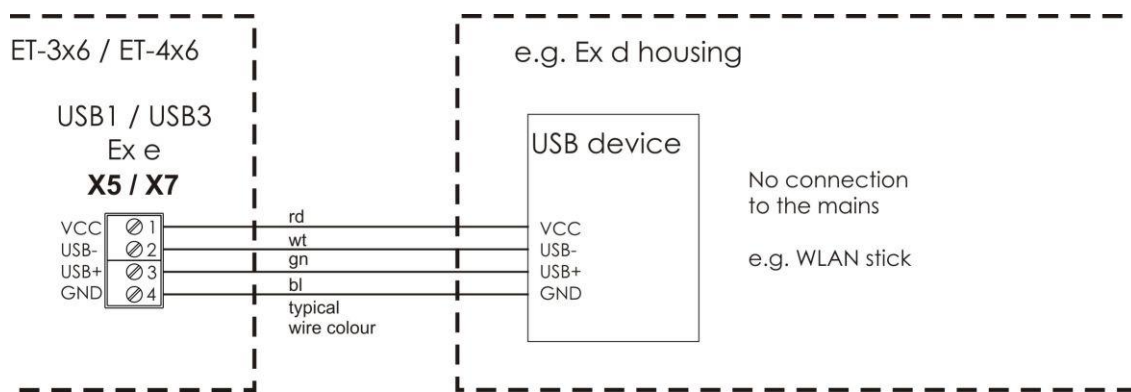 ET-3x6 / ET-4x6
USB1 / USB3
Ex e
X5 / X7
VCC 1
USB- 2
USB+ 3
GND 4
rd
wt
gn
bl
typical
wire colour
e.g. Ex d housing
USB device
VCC
USB-
USB+
GND
No connection
to the mains
e.g. WLAN stick